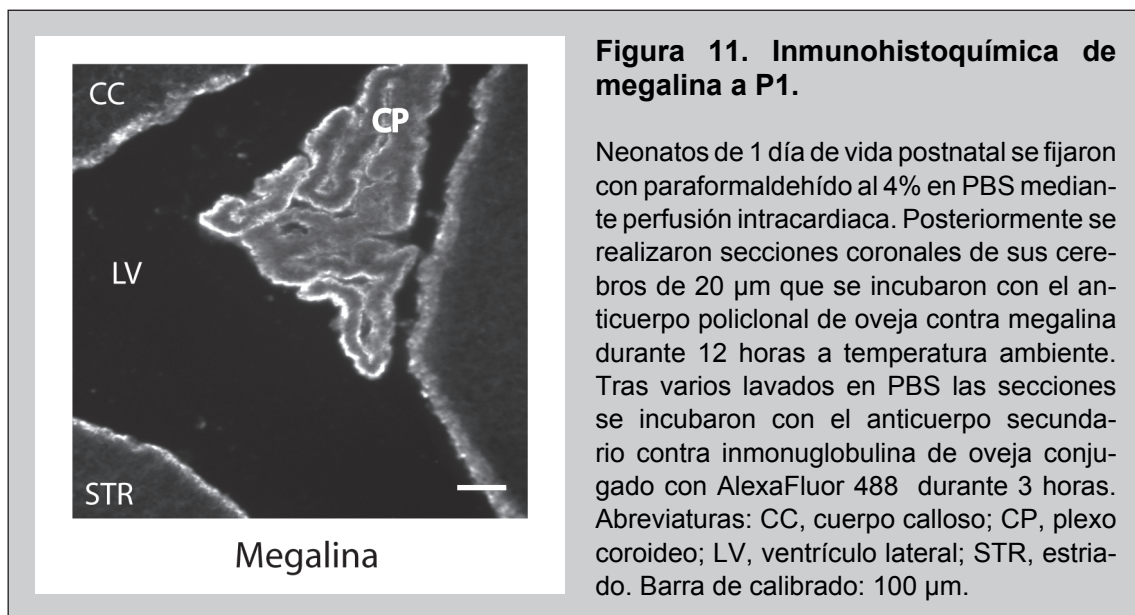 CC
CP
LV
STR
Megalina
Figura 11. Inmunohistoquímica de
megalina a P1.
Neonatos de 1 día de vida postnatal se fijaron
con paraformaldehído al 4% en PBS median-
te perfusión intracardiaca. Posteriormente se
realizaron secciones coronales de sus cere-
bros de 20 µm que se incubaron con el an-
ticuerpo policlonal de oveja contra megalina
durante 12 horas a temperatura ambiente.
Tras varios lavados en PBS las secciones
se incubaron con el anticuerpo secunda-
rio contra inmonuglobulina de oveja conju-
gado con AlexaFluor 488 durante 3 horas.
Abreviaturas: CC, cuerpo calloso; CP, plexo
coroideo; LV, ventrículo lateral; STR, estria-
do. Barra de calibrado: 100 µm.